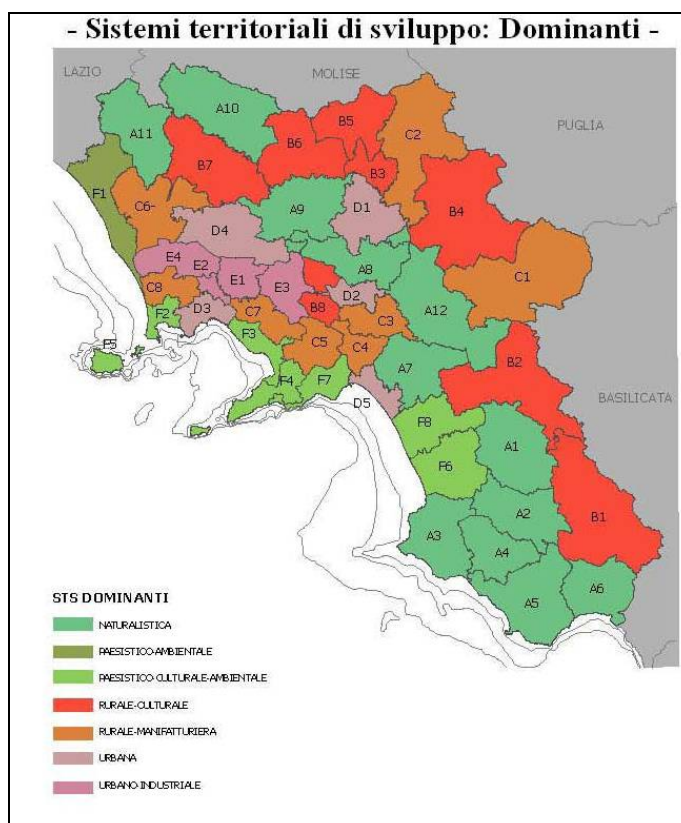 - Sistemi territoriali di sviluppo: Dominanti -
LAZIO
MOLISE
PUGLIA
BASILICATA
A10
A11
B5
C2
B6
B7
B3
F1
C6-
A9
D1
B4
D4
E4
E2
E1
E3
A8
C1
C8
F2
D3
C7
B8
D2
C3
A12
F5
F3
C5
C4
B2
F4
F7
A7
D5
F8
A1
F6
B1
A3
A2
A4
A5
A6
STS DOMINANTI
NATURALISTICA
PAESISTICO-AMBIENTALE
PAESISTICO-CULTURALE-AMBIENTALE
RURALE-CULTURALE
RURALE-MANIFATTURIERA
URBANA
URBANO-INDUSTRIALE